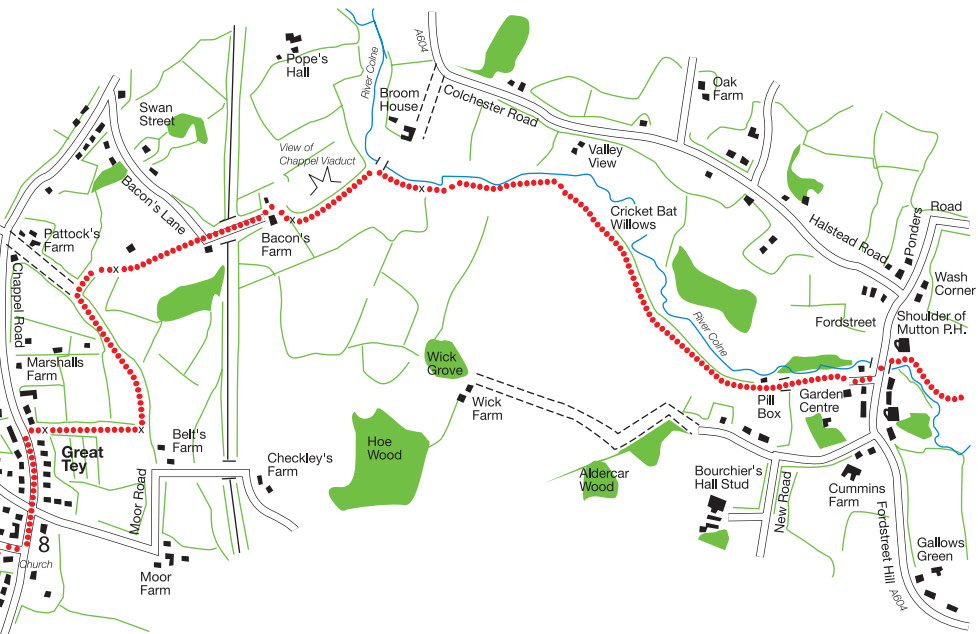 A604
River Colne
Pope's
Hall
Broom
House
Colchester Road
Oak
Farm
Swan
Street
View of
Chappel Viaduct
Valley
View
Bacon's Lane
Bacon's
Farm
Cricket Bat
Willows
Halstead Road
Ponders
Road
Pattock's
Farm
Chappel Road
Wash
Corner
River Colne
Fordstreet
Shoulder of
Mutton P.H.
Marshalls
Farm
Wick
Grove
Wick
Farm
Pill
Box
Garden
Centre
x
x
x
x
x
Great
Tey
Belt's
Farm
Hoe
Wood
Checkley's
Farm
Moor Road
Aldercar
Wood
Bourchier's
Hall Stud
New Road
Cummins
Farm
Fordstreet Hill
8
Church
Moor
Farm
Gallows
Green
A604